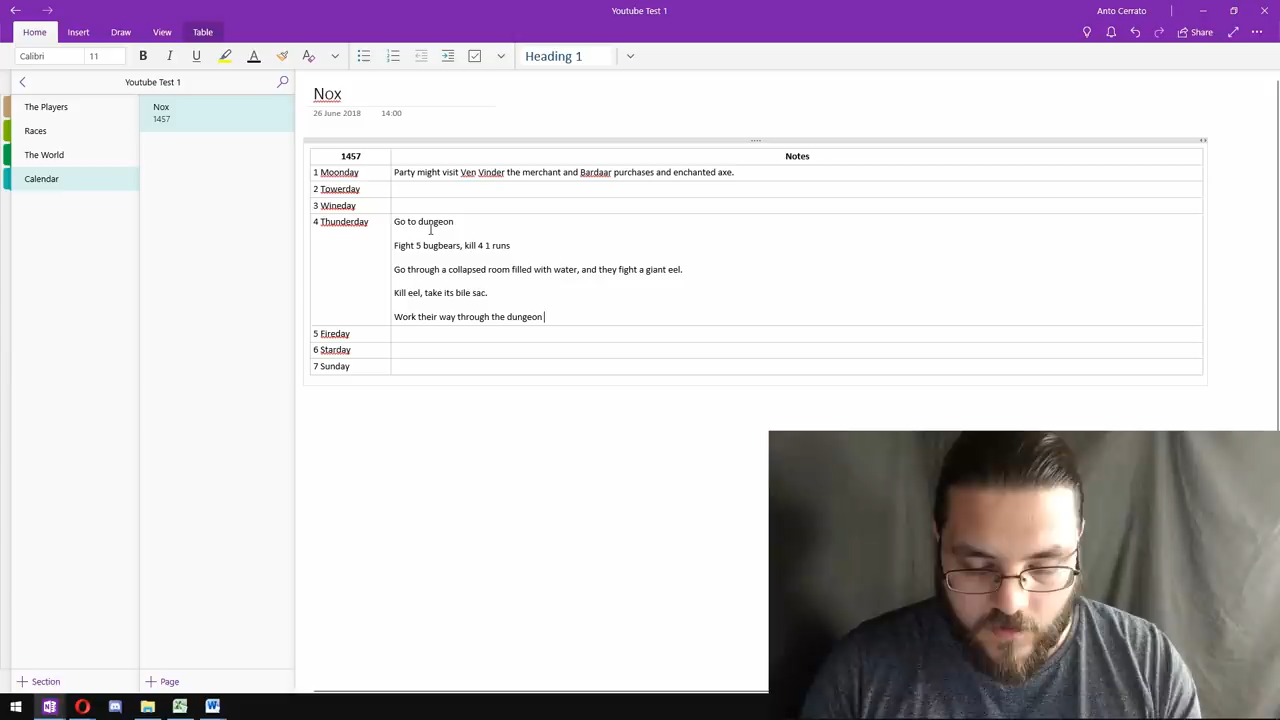 Youtube Test 1
Anto Cerrato
Home
Insert
Draw
View
Table
Share
Calibri
11
B
I
U
A
A
Heading 1
Youtube Test 1
The Players
Races
The World
Calendar
Nox
1457
Nox
26 June 2018 14:00
1457 Notes
1 Moonday Party might visit Ven Vinder the merchant and Bardaar purchases and enchanted axe.
2 Towerday
3 Wineday
4 Thunderday Go to dungeon
Fight 5 bugbears, kill 4 1 runs
Go through a collapsed room filled with water, and they fight a giant eel.
Kill eel, take its bile sac.
Work their way through the dungeon
5 Fireday
6 Starday
7 Sunday
+ Section
+ Page